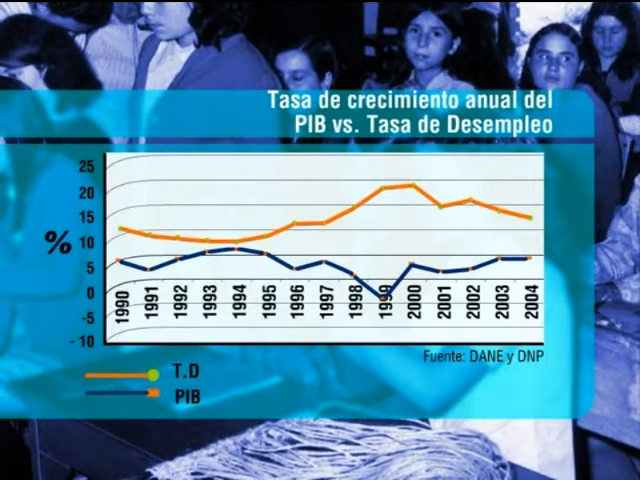 Tasa de crecimiento anual del
PIB vs. Tasa de Desempleo
%
25
20
15
10
5
0
-5
- 10
1990 1991 1992 1993 1994 1995 1996 1997 1998 1999 2000 2001 2002 2003 2004
Fuente: DANE y DNP
T.D
PIB